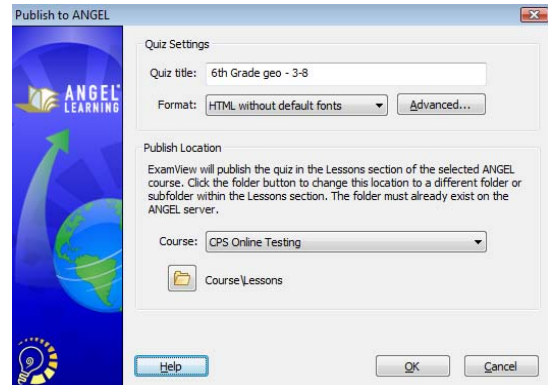 Publish to ANGEL
ANGEL
LEARNING
Quiz Settings
Quiz title: 6th Grade geo - 3-8
Format: HTML without default fonts Advanced...
Publish Location
ExamView will publish the quiz in the Lessons section of the selected ANGEL
course. Click the folder button to change this location to a different folder or
subfolder within the Lessons section. The folder must already exist on the
ANGEL server.
Course: CPS Online Testing
Course\Lessons
Help OK Cancel